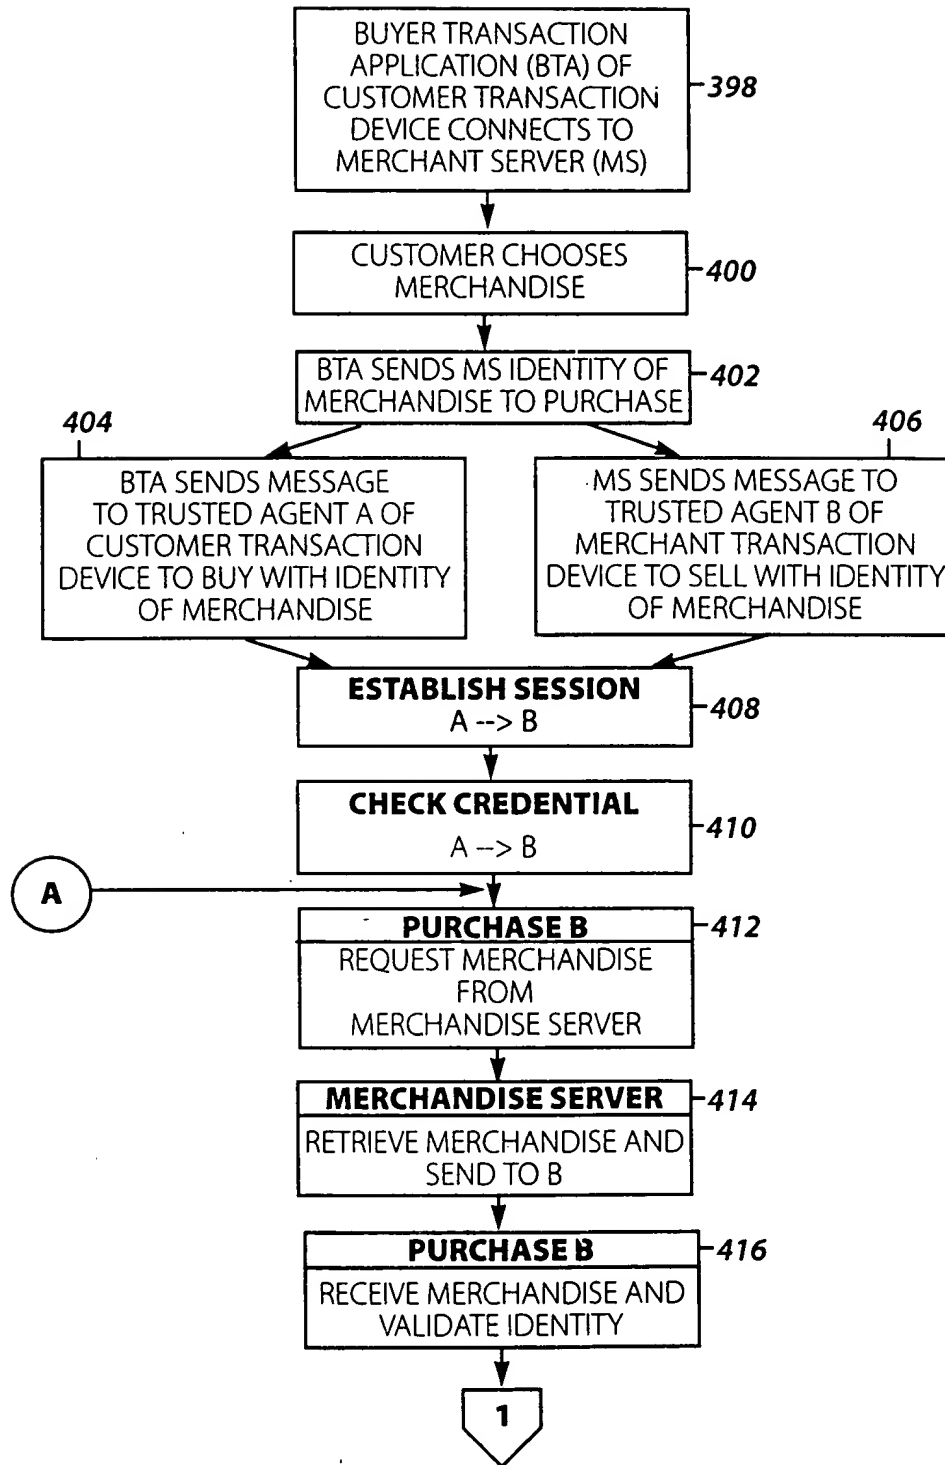 BUYER TRANSACTION
APPLICATION (BTA) OF
CUSTOMER TRANSACTION
DEVICE CONNECTS TO
MERCHANT SERVER (MS)
398
CUSTOMER CHOOSES
MERCHANDISE
400
BTA SENDS MS IDENTITY OF
MERCHANDISE TO PURCHASE
402
404
BTA SENDS MESSAGE
TO TRUSTED AGENT A OF
CUSTOMER TRANSACTION
DEVICE TO BUY WITH IDENTITY
OF MERCHANDISE
406
MS SENDS MESSAGE TO
TRUSTED AGENT B OF
MERCHANT TRANSACTION
DEVICE TO SELL WITH IDENTITY
OF MERCHANDISE
ESTABLISH SESSION
A --> B
408
CHECK CREDENTIAL
A --> B
410
A
PURCHASE B
412
REQUEST MERCHANDISE
FROM
MERCHANDISE SERVER
MERCHANDISE SERVER
414
RETRIEVE MERCHANDISE AND
SEND TO B
PURCHASE B
416
RECEIVE MERCHANDISE AND
VALIDATE IDENTITY
1